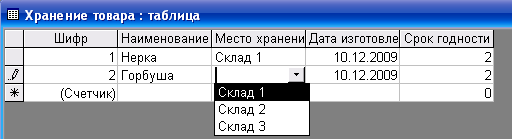 Хранение товара : таблица
Шифр Наименование Место хранени Дата изготовле Срок годности
1 Нерка Склад 1 10.12.2009 2
2 Горбуша 10.12.2009 2
(Счетчик) 0
Склад 1
Склад 2
Склад 3